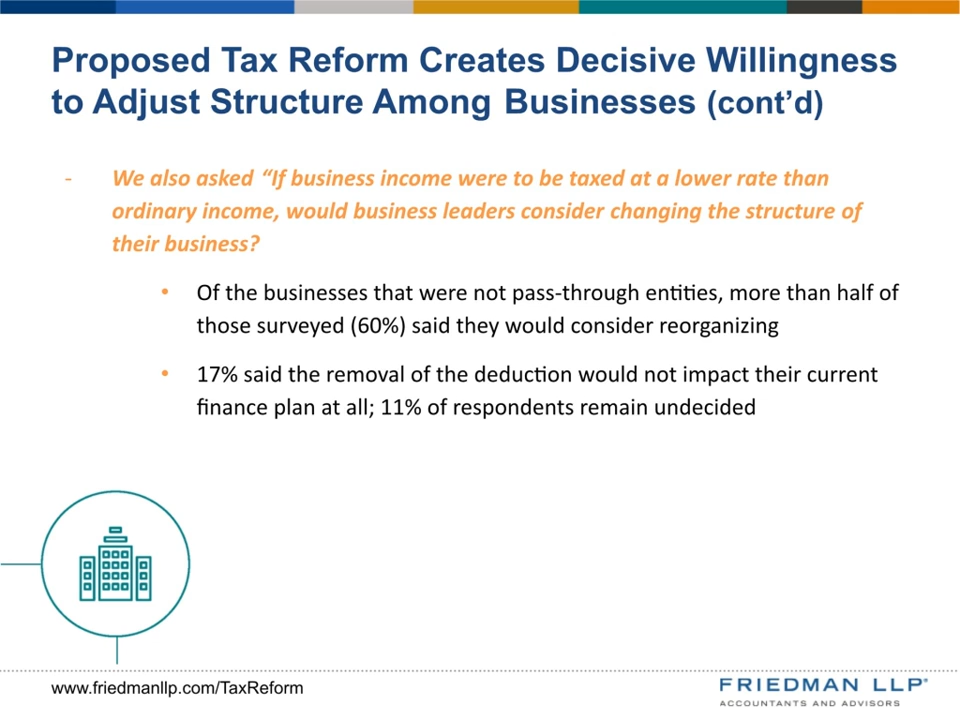 Proposed Tax Reform Creates Decisive Willingness
to Adjust Structure Among Businesses (cont’d)
- We also asked “If business income were to be taxed at a lower rate than
ordinary income, would business leaders consider changing the structure of
their business?
• Of the businesses that were not pass-through entities, more than half of
those surveyed (60%) said they would consider reorganizing
• 17% said the removal of the deduction would not impact their current
finance plan at all; 11% of respondents remain undecided
www.friedmanllp.com/TaxReform
FRIEDMAN LLP®
ACCOUNTANTS AND ADVISORS